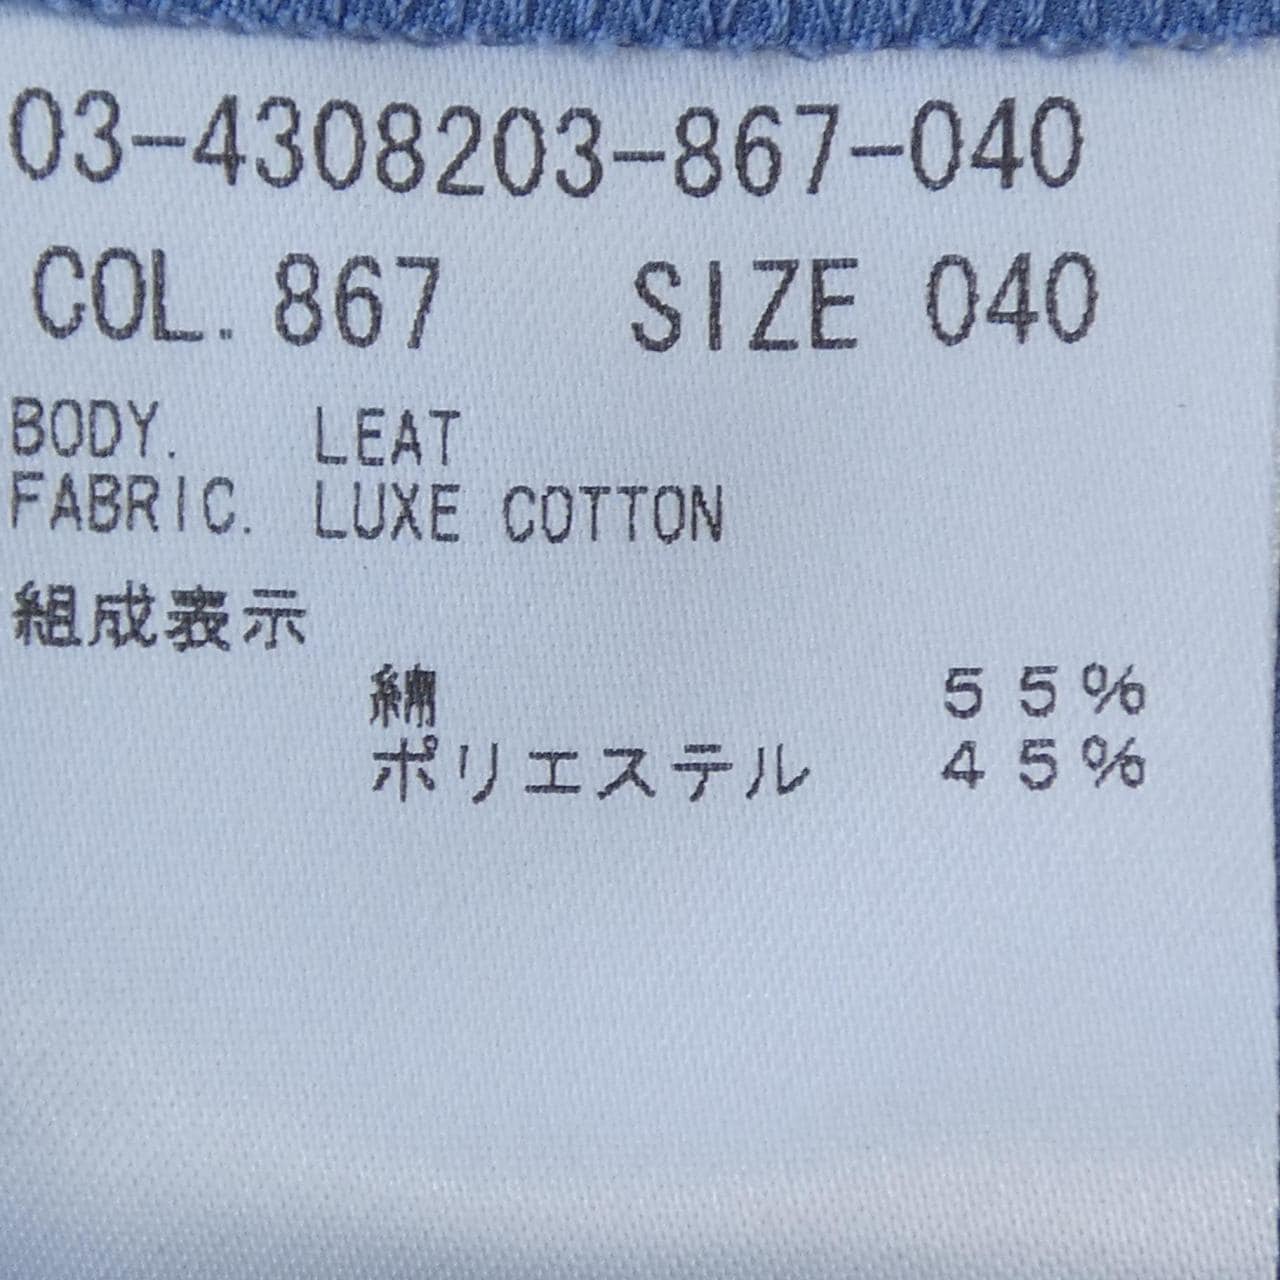 03-4308203-867-040
COL. 867 SIZE 040
BODY. LEAT
FABRIC. LUXE COTTON
組成表示
綿 55%
ポリエステル 45%